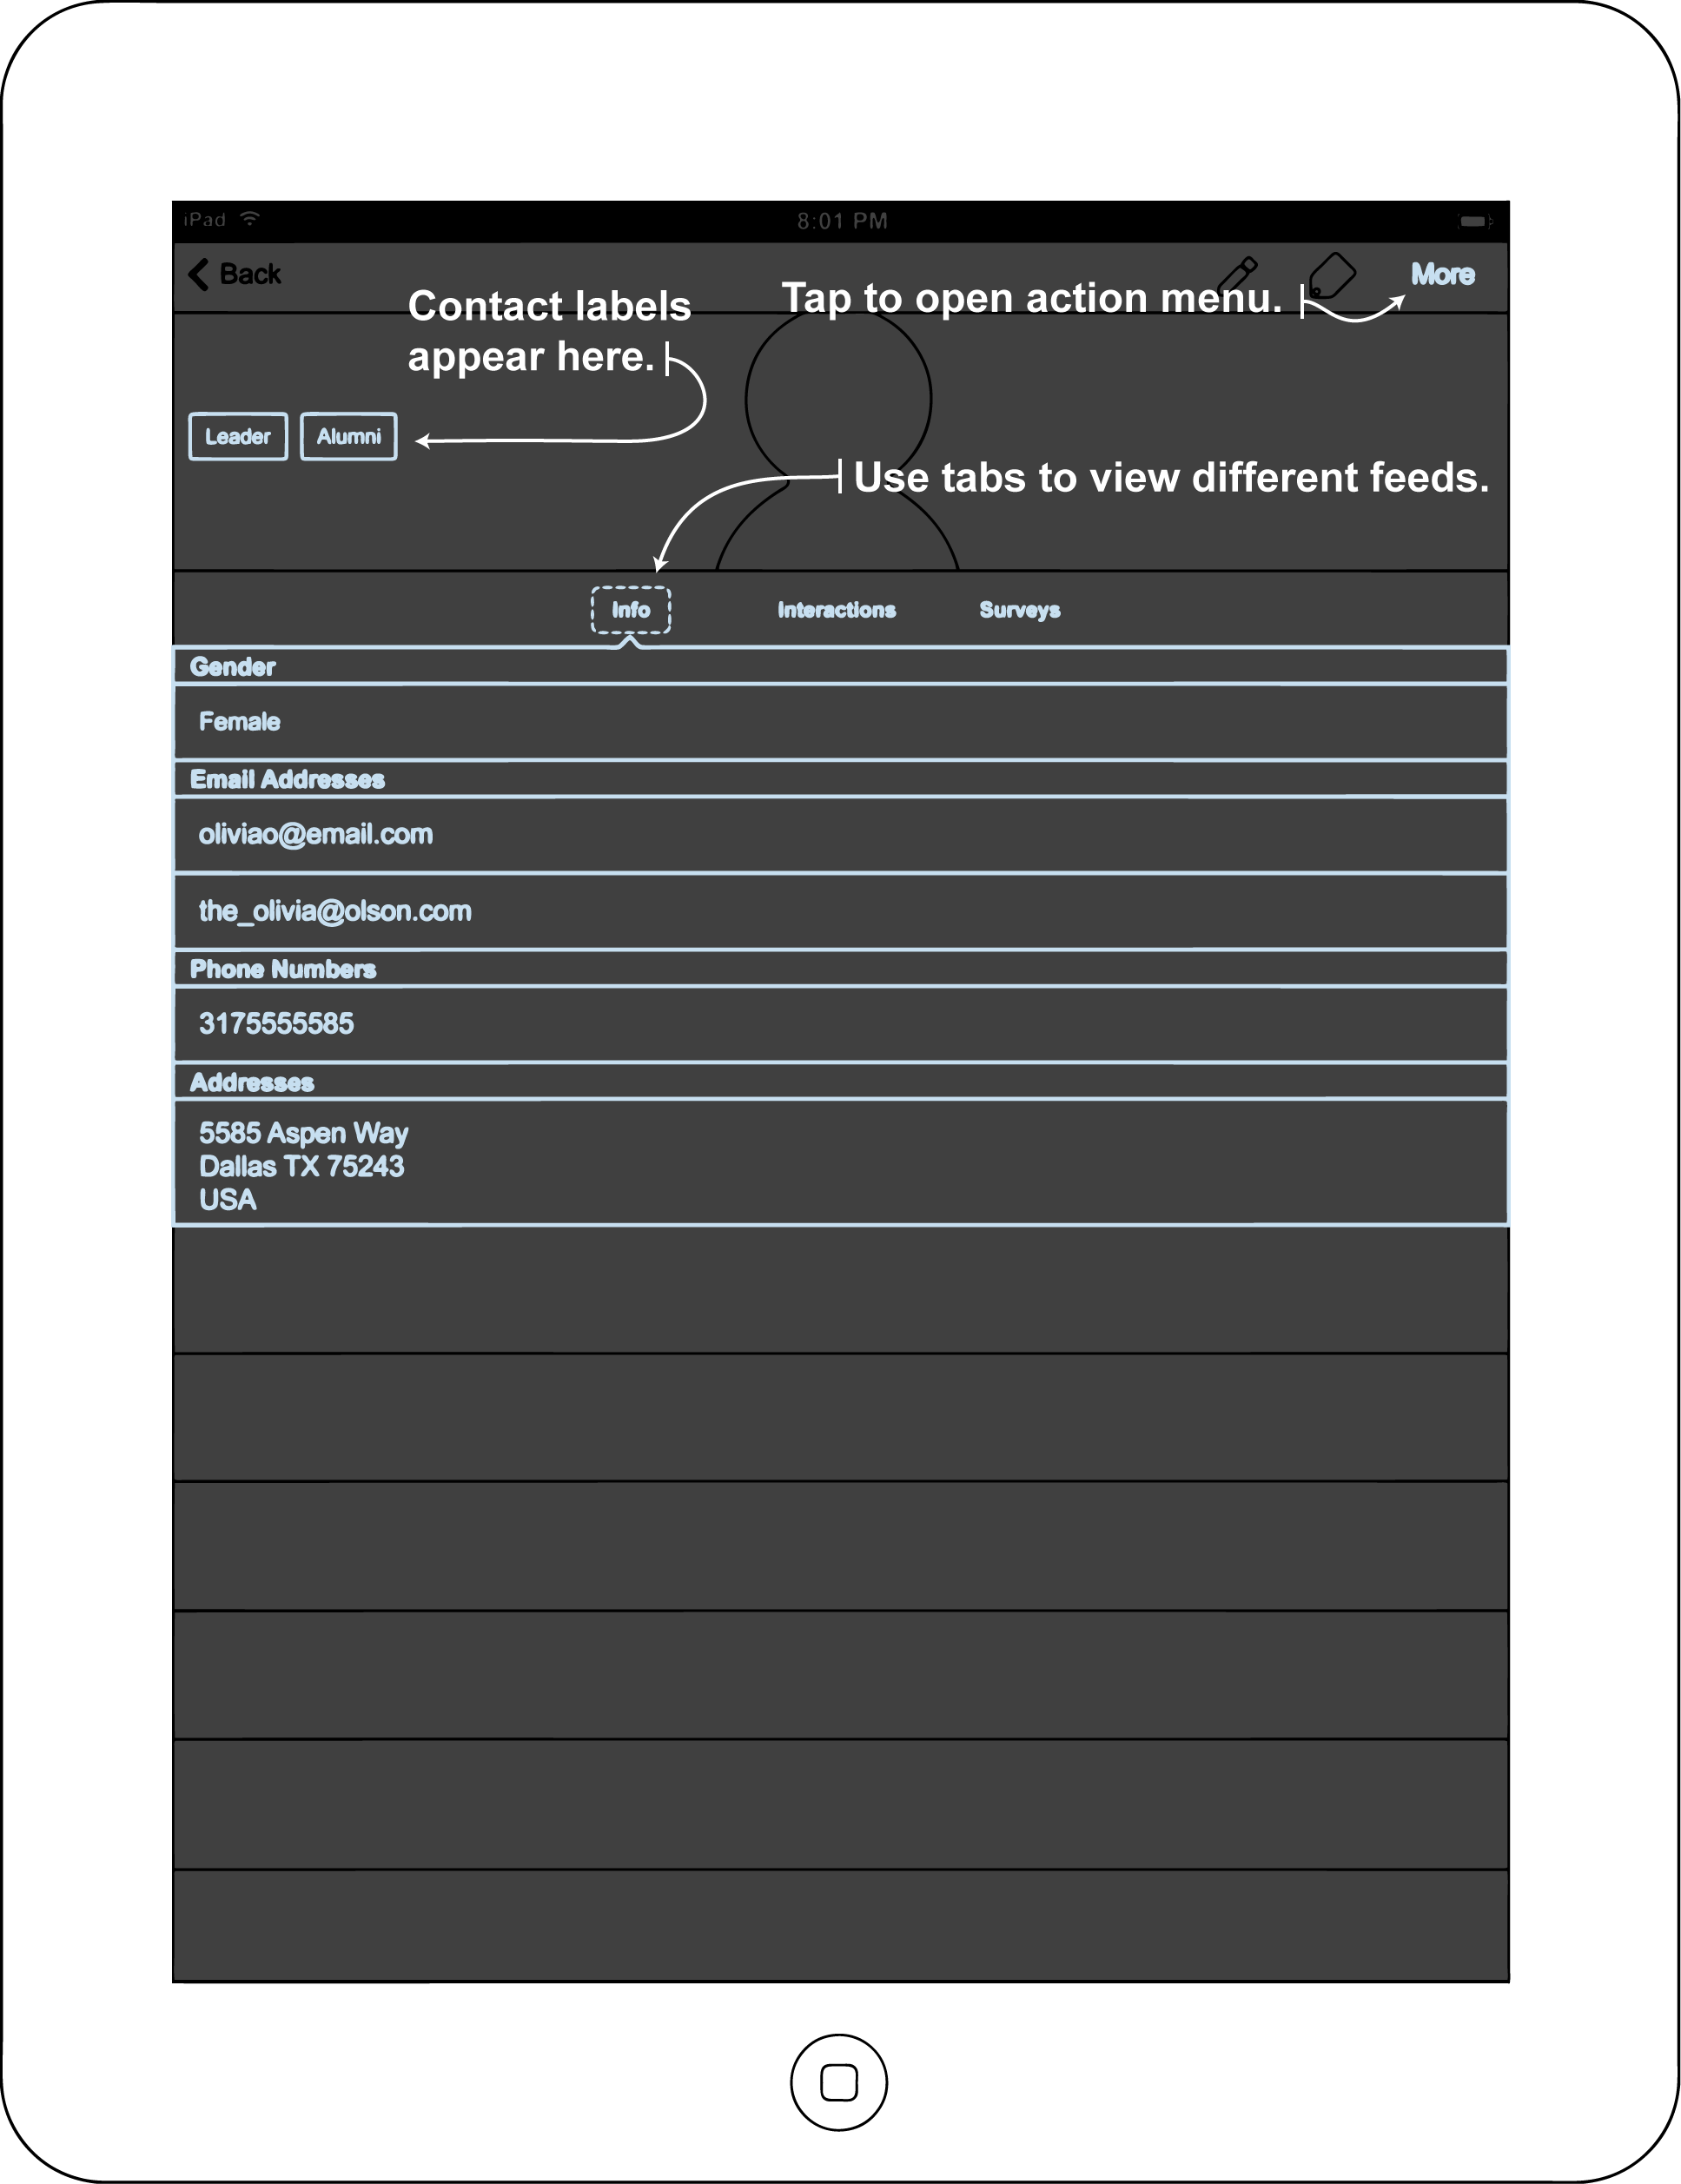 iPad
8:01 PM
Back
More
Contact labels
appear here.
Tap to open action menu.
Leader
Alumni
Use tabs to view different feeds.
Info
Interactions
Surveys
Gender
Female
Email Addresses
oliviao@email.com
the_olivia@olson.com
Phone Numbers
3175555585
Addresses
5585 Aspen Way
Dallas TX 75243
USA